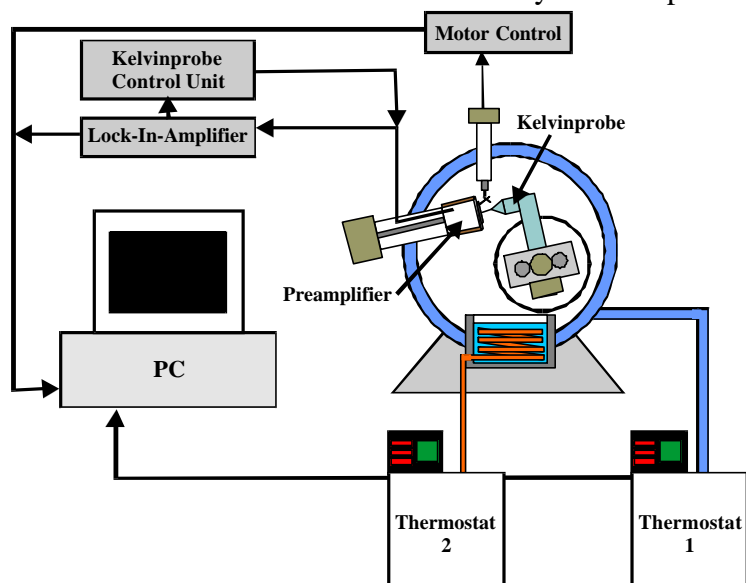 Motor Control
Kelvinprobe
Control Unit
Lock-In-Amplifier
Kelvinprobe
Preamplifier
PC
Thermostat
2
Thermostat
1